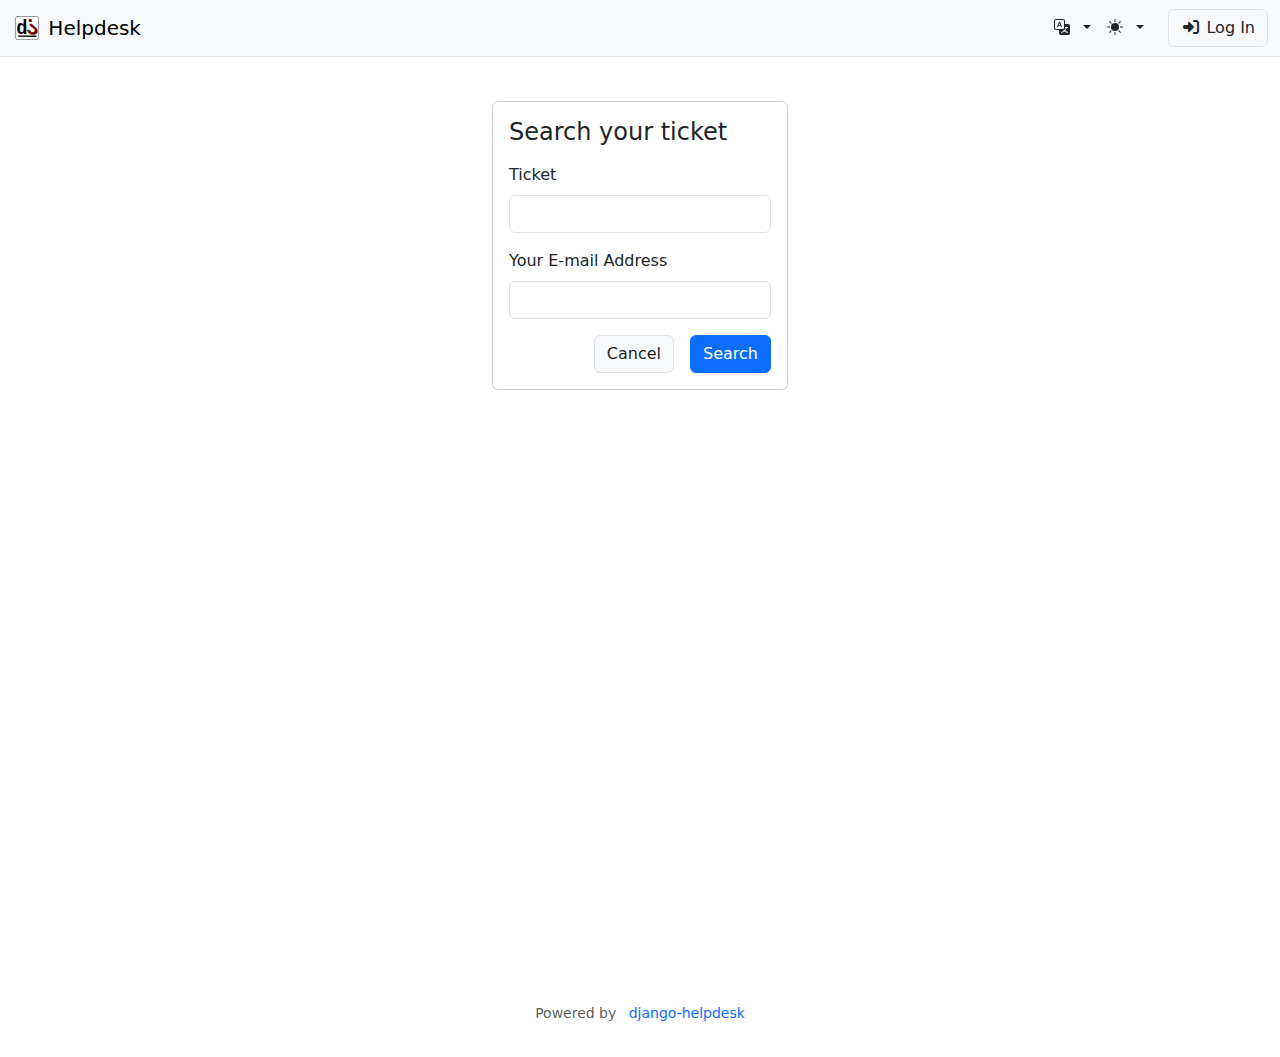 Helpdesk
Log In
Search your ticket
Ticket
Your E-mail Address
Cancel Search
Powered by django-helpdesk